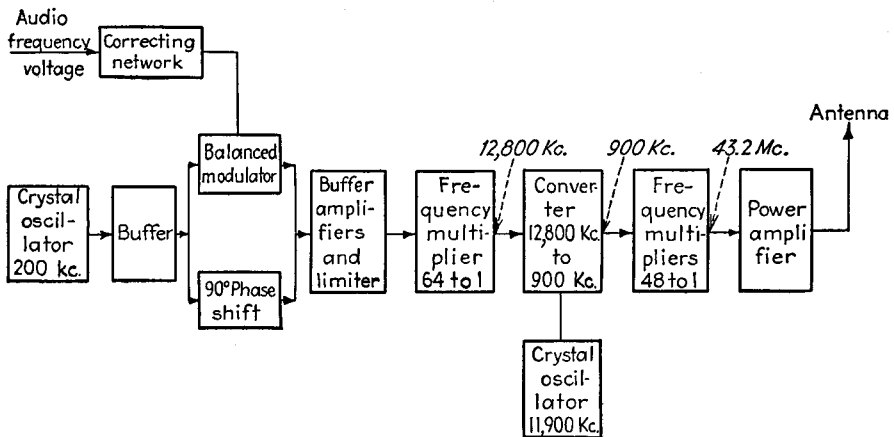 Audio
frequency
voltage
Correcting
network
Antenna
12,800 Kc.
900 Kc.
43.2 Mc.
Balanced
modulator
Crystal
oscil-
lator
200 kc.
Buffer
90° Phase
shift
Buffer
ampli-
fiers
and
limiter
Fre-
quency
multi-
plier
64 to 1
Conver-
ter
12,800 Kc.
to
900 Kc.
Fre-
quency
multi-
pliers
48 to 1
Power
ampli-
fier
Crystal
oscil-
lator
11,900 Kc.